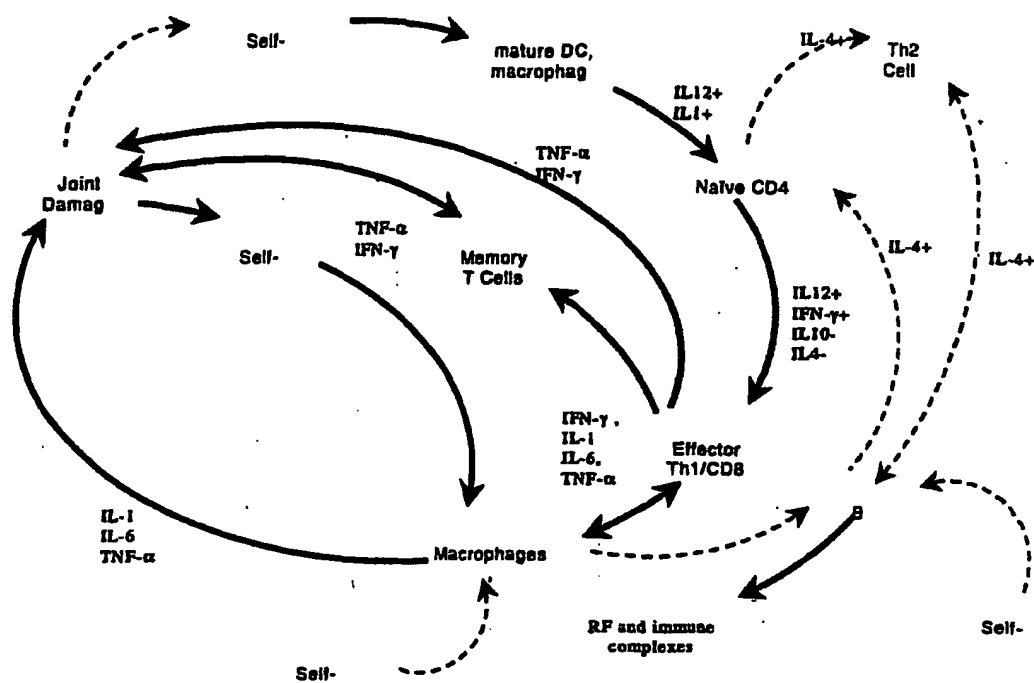 Self-
mature DC,
macrophag
IL-4+
Th2
Cell
IL12+
IL1+
TNF-α
IFN-γ
Naïve CD4
Joint
Damag
Self-
TNF-α
IFN-γ
Memory
T Cells
IL-4+
IL-4+
IL12+
IFN-γ+
IL10-
IL4-
IFN-γ,
IL-1
IL-6,
TNF-α
Effector
Th1/CD8
IL-1
IL-6
TNF-α
Macrophages
B
RF and immune
complexes
Self-
Self-